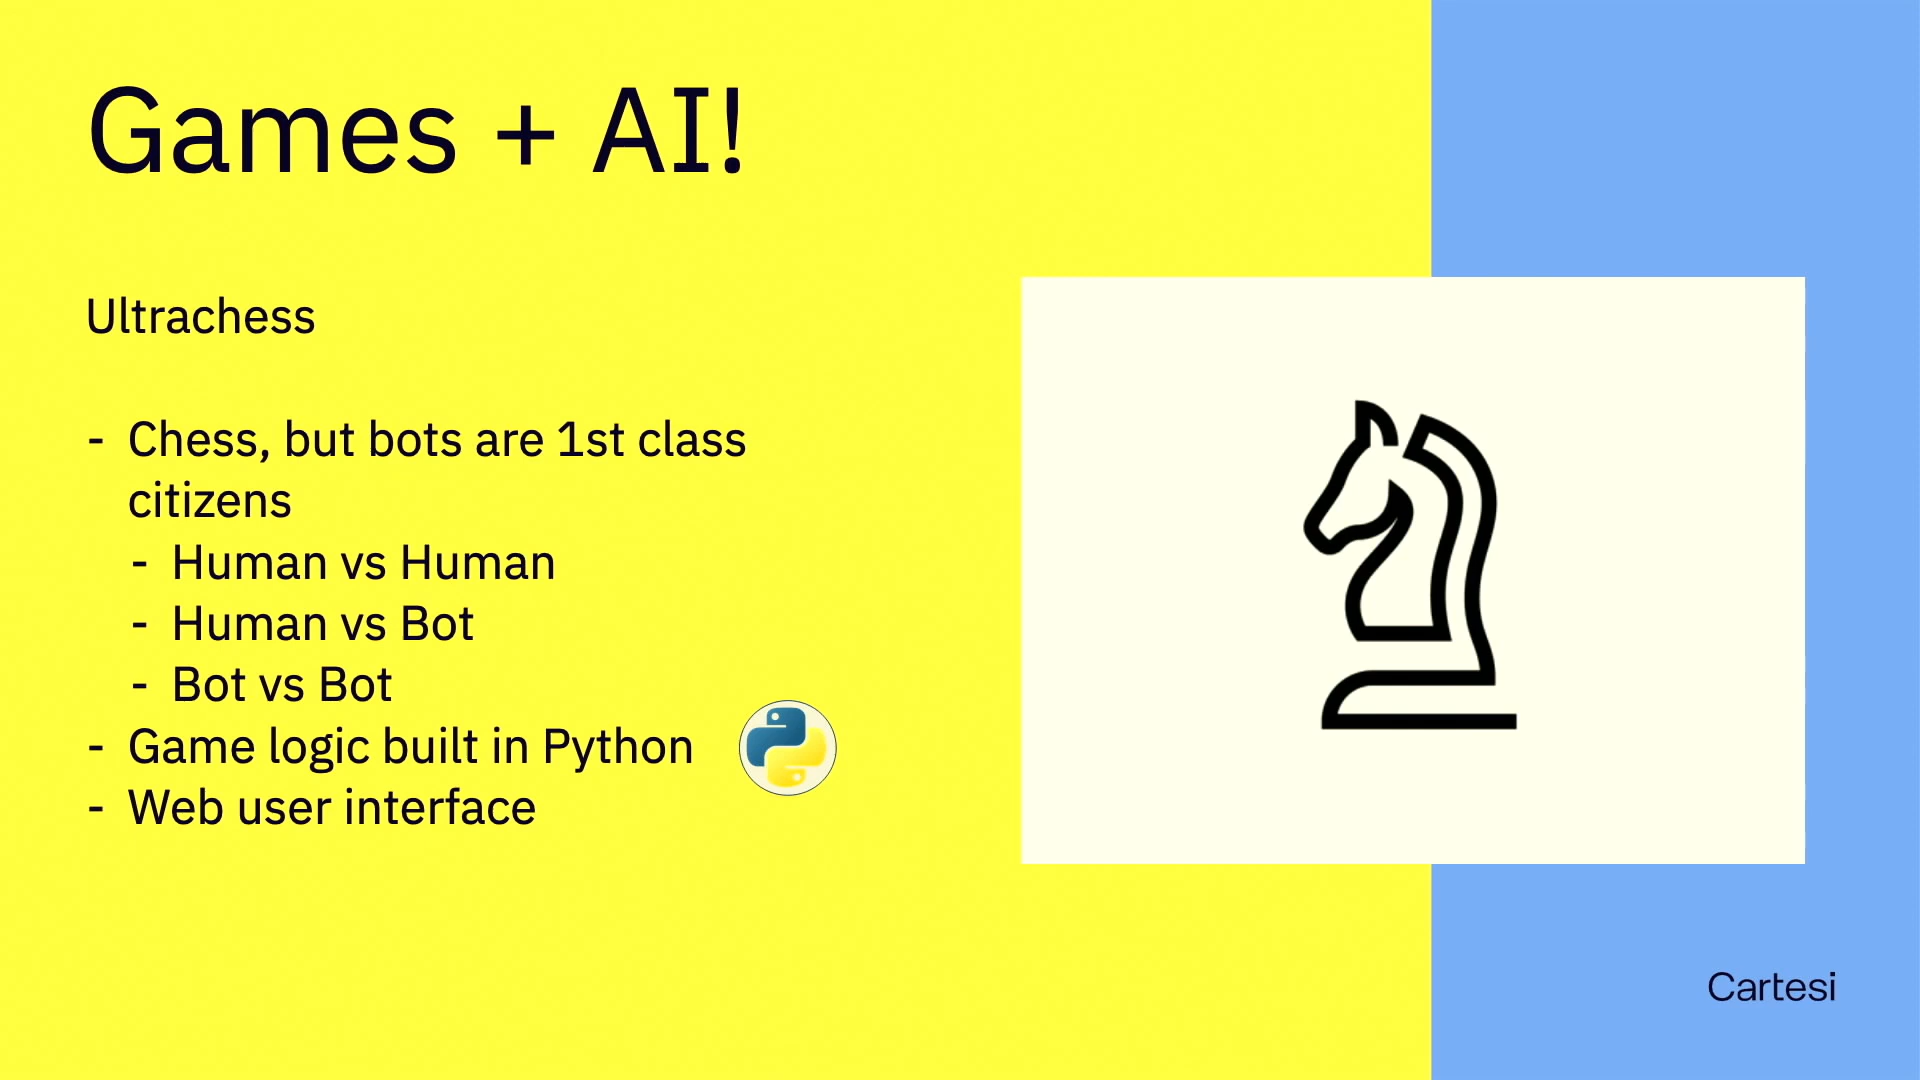 Games + AI!
Ultrachess
- Chess, but bots are 1st class
citizens
- Human vs Human
- Human vs Bot
- Bot vs Bot
- Game logic built in Python
- Web user interface
Cartesi